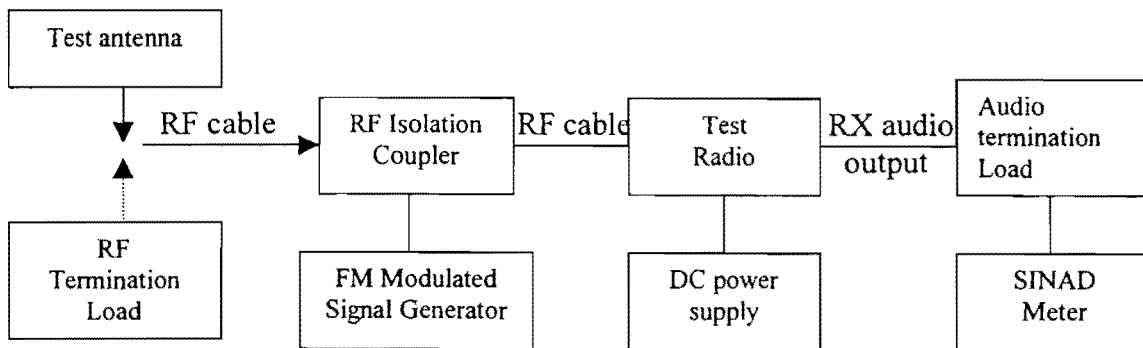 Test antenna
RF cable
RF Isolation
Coupler
RF cable
Test
Radio
RX audio
output
Audio
termination
Load
RF
Termination
Load
FM Modulated
Signal Generator
DC power
supply
SINAD
Meter